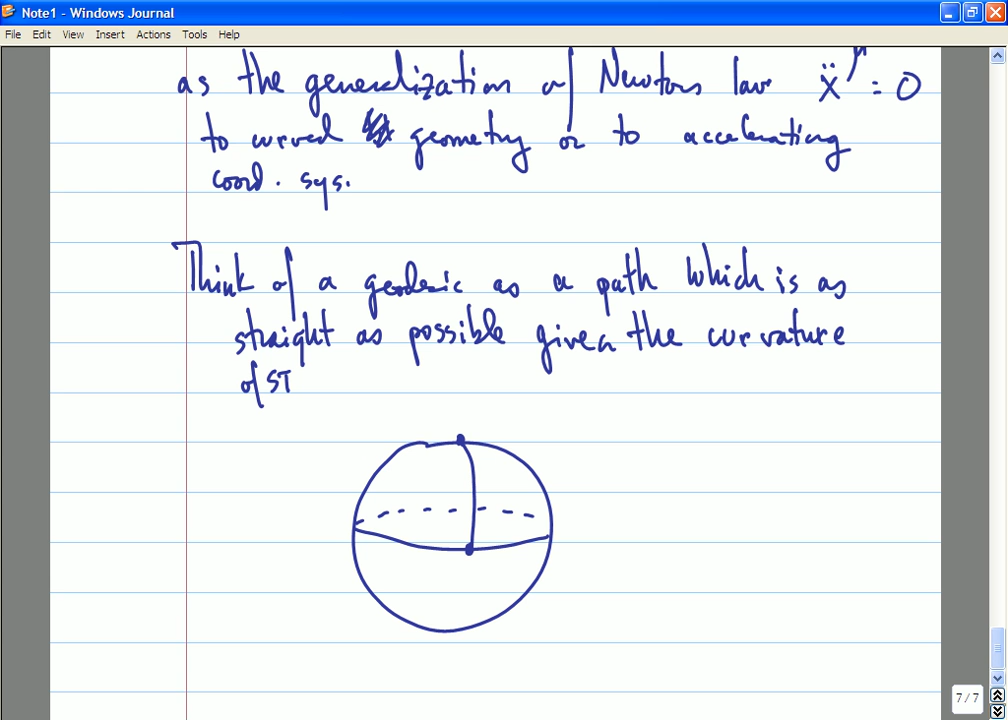 Note1 - Windows Journal
File Edit View Insert Actions Tools Help
as the generalization of Newtons law ẍ^μ = 0
to curved geometry or to accelerating
coord. sys.
Think of a geodesic as a path which is as
straight as possible given the curvature
of ST
7 / 7